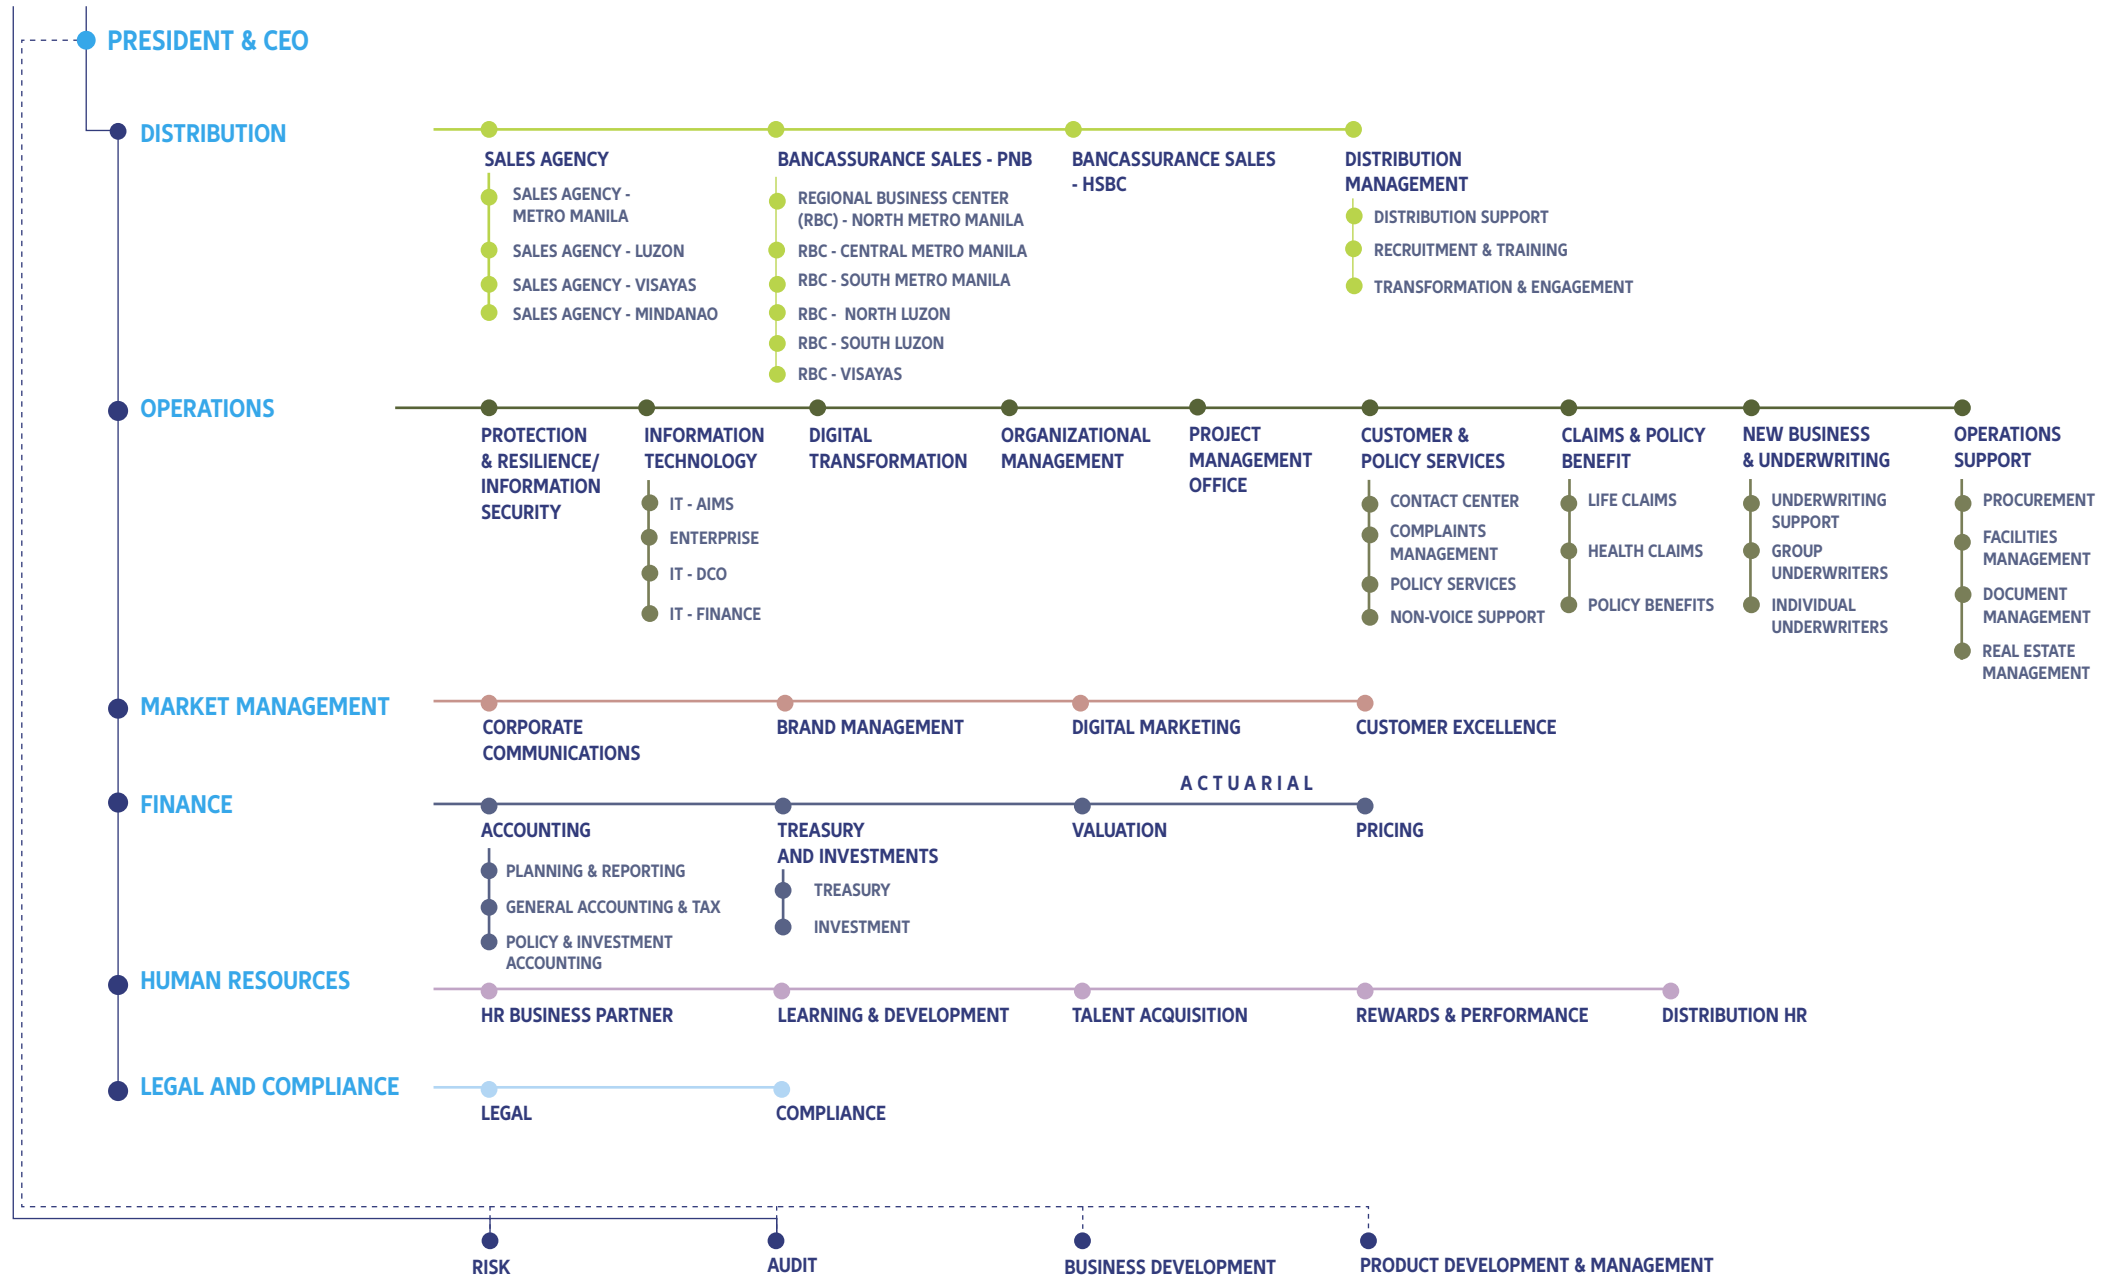 PRESIDENT & CEO
DISTRIBUTION
SALES AGENCY
SALES AGENCY -
METRO MANILA
SALES AGENCY - LUZON
SALES AGENCY - VISAYAS
SALES AGENCY - MINDANAO
BANCASSURANCE SALES - PNB
REGIONAL BUSINESS CENTER
(RBC) - NORTH METRO MANILA
RBC - CENTRAL METRO MANILA
RBC - SOUTH METRO MANILA
RBC - NORTH LUZON
RBC - SOUTH LUZON
RBC - VISAYAS
BANCASSURANCE SALES
- HSBC
DISTRIBUTION
MANAGEMENT
DISTRIBUTION SUPPORT
RECRUITMENT & TRAINING
TRANSFORMATION & ENGAGEMENT
OPERATIONS
PROTECTION
& RESILIENCE/
INFORMATION
SECURITY
INFORMATION
TECHNOLOGY
IT - AIMS
ENTERPRISE
IT - DCO
IT - FINANCE
DIGITAL
TRANSFORMATION
ORGANIZATIONAL
MANAGEMENT
PROJECT
MANAGEMENT
OFFICE
CUSTOMER &
POLICY SERVICES
CONTACT CENTER
COMPLAINTS
MANAGEMENT
POLICY SERVICES
NON-VOICE SUPPORT
CLAIMS & POLICY
BENEFIT
LIFE CLAIMS
HEALTH CLAIMS
POLICY BENEFITS
NEW BUSINESS
& UNDERWRITING
UNDERWRITING
SUPPORT
GROUP
UNDERWRITERS
INDIVIDUAL
UNDERWRITERS
OPERATIONS
SUPPORT
PROCUREMENT
FACILITIES
MANAGEMENT
DOCUMENT
MANAGEMENT
REAL ESTATE
MANAGEMENT
MARKET MANAGEMENT
CORPORATE
COMMUNICATIONS
BRAND MANAGEMENT
DIGITAL MARKETING
CUSTOMER EXCELLENCE
FINANCE
ACCOUNTING
PLANNING & REPORTING
GENERAL ACCOUNTING & TAX
POLICY & INVESTMENT
ACCOUNTING
TREASURY
AND INVESTMENTS
TREASURY
INVESTMENT
ACTUARIAL
VALUATION
PRICING
HUMAN RESOURCES
HR BUSINESS PARTNER
LEARNING & DEVELOPMENT
TALENT ACQUISITION
REWARDS & PERFORMANCE
DISTRIBUTION HR
LEGAL AND COMPLIANCE
LEGAL
COMPLIANCE
RISK
AUDIT
BUSINESS DEVELOPMENT
PRODUCT DEVELOPMENT & MANAGEMENT